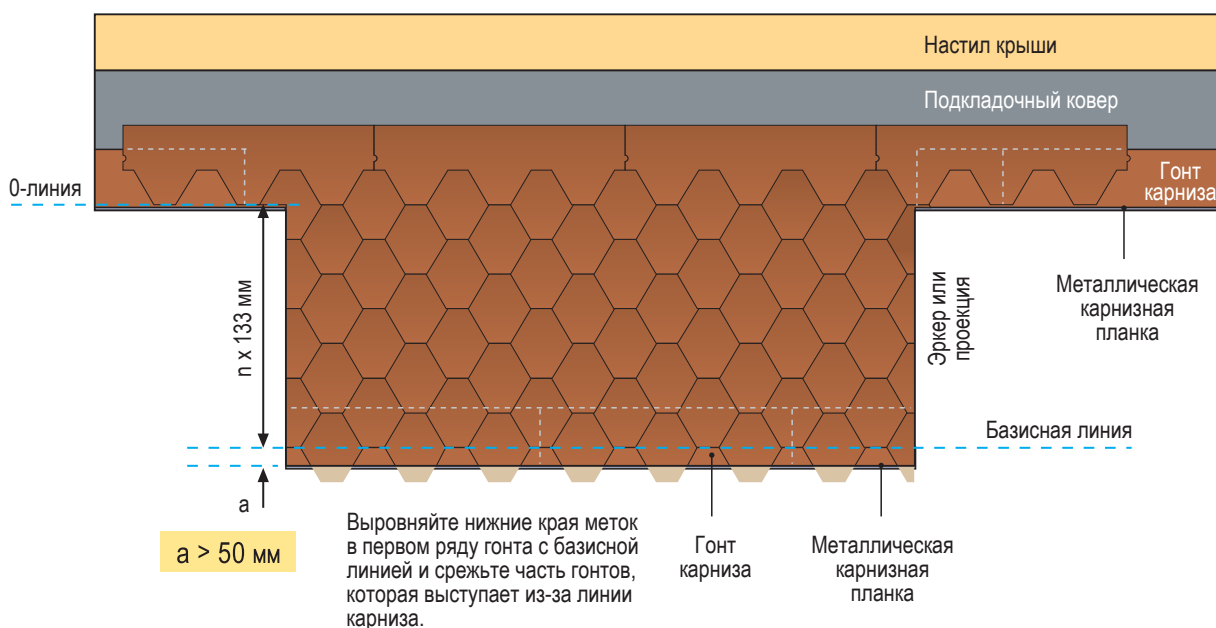 Настил крыши
Подкладочный ковер
Гонт
карниза
0-линия
n x 133 мм
Эркер или
проекция
Металлическая
карнизная
планка
Базисная линия
a
a > 50 мм
Выровняйте нижние края меток
в первом ряду гонта с базисной
линией и срежьте часть гонтов,
которая выступает из-за линии
карниза.
Гонт
карниза
Металлическая
карнизная
планка